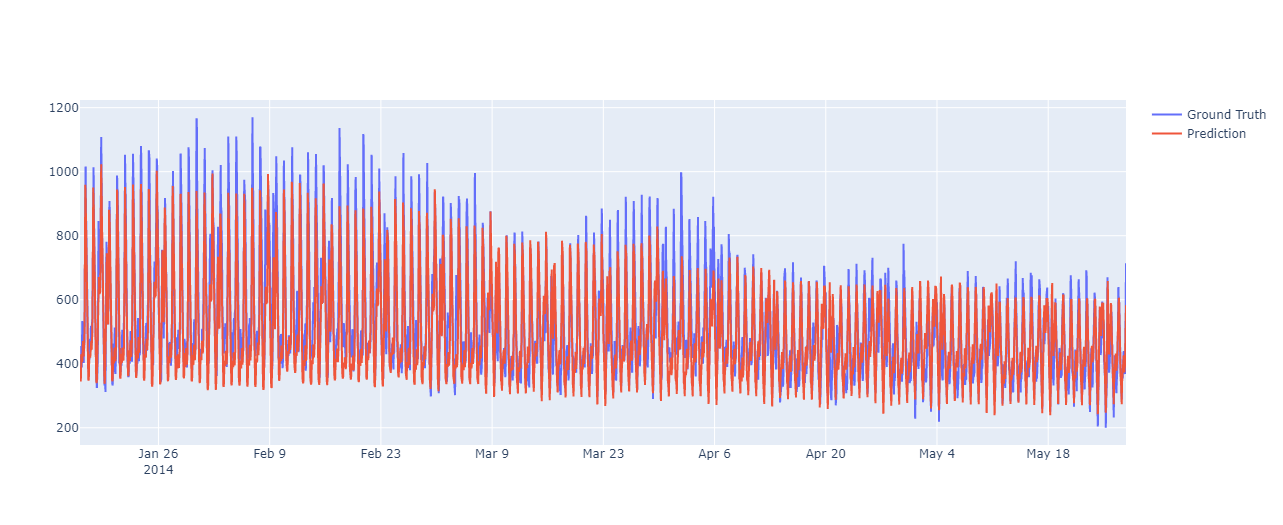 1200
1000
800
600
400
200
Jan 26
2014
Feb 9
Feb 23
Mar 9
Mar 23
Apr 6
Apr 20
May 4
May 18
Ground Truth
Prediction